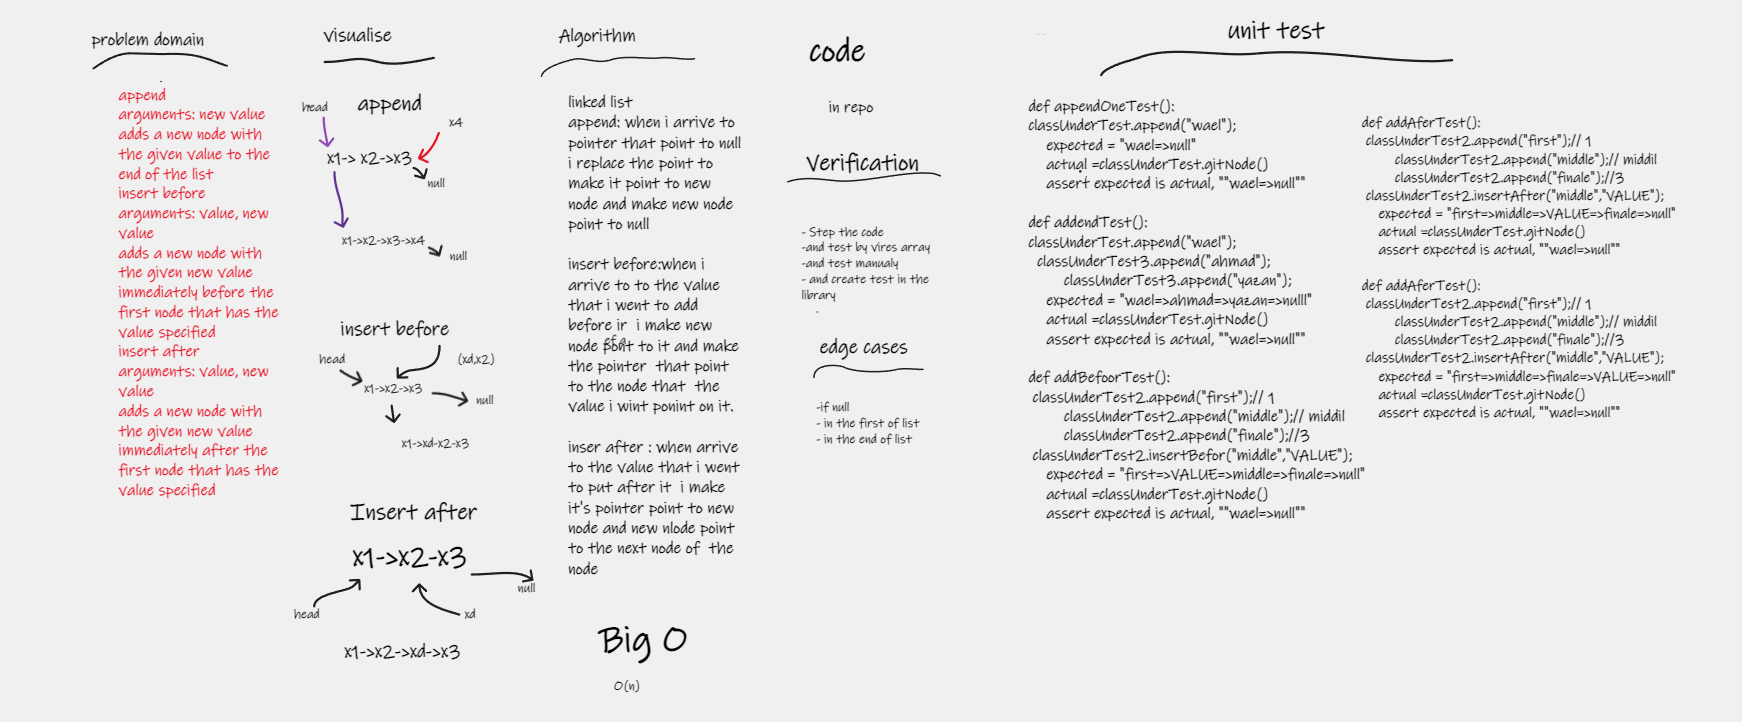 problem domain
append
arguments: new value
adds a new node with
the given value to the
end of the list
insert before
arguments: value, new
value
adds a new node with
the given new value
immediately before the
first node that has the
value specified
insert after
arguments: value, new
value
adds a new node with
the given new value
immediately after the
first node that has the
value specified
Visualise
append
head
x4
x1-> x2->x3
null
x1->x2->x3->x4
null
insert before
head
(xd,x2)
x1->x2->x3
null
x1->xd-x2-x3
Insert after
x1->x2-x3
null
head
xd
x1->x2->xd->x3
Algorithm
linked list
append: when i arrive to
pointer that point to null
i replace the point to
make it point to new
node and make new node
point to null
insert before:when i
arrive to to the value
that i went to add
before ir i make new
node point to it and make
the pointer that point
to the node that the
value i wint ponint on it.
inser after : when arrive
to the value that i went
to put after it i make
it's pointer point to new
node and new nlode point
to the next node of the
node
Big O
O(n)
code
in repo
Verification
- Step the code
-and test by vires array
-and test manualy
- and create test in the
library
edge cases
-if null
- in the first of list
- in the end of list
unit test
def appendOneTest():
classUnderTest.append("wael");
expected = "wael=>null"
actual =classUnderTest.gitNode()
assert expected is actual, ""wael=>null""
def addendTest():
classUnderTest.append("wael");
classUnderTest3.append("ahmad");
classUnderTest3.append("yazan");
expected = "wael=>ahmad=>yazan=>nulll"
actual =classUnderTest.gitNode()
assert expected is actual, ""wael=>null""
def addBefoorTest():
classUnderTest2.append("first");// 1
classUnderTest2.append("middle");// middil
classUnderTest2.append("finale");//3
classUnderTest2.insertBefor("middle","VALUE");
expected = "first=>VALUE=>middle=>finale=>null"
actual =classUnderTest.gitNode()
assert expected is actual, ""wael=>null""
def addAferTest():
classUnderTest2.append("first");// 1
classUnderTest2.append("middle");// middil
classUnderTest2.append("finale");//3
classUnderTest2.insertAfter("middle","VALUE");
expected = "first=>middle=>VALUE=>finale=>null"
actual =classUnderTest.gitNode()
assert expected is actual, ""wael=>null""
def addAferTest():
classUnderTest2.append("first");// 1
classUnderTest2.append("middle");// middil
classUnderTest2.append("finale");//3
classUnderTest2.insertAfter("middle","VALUE");
expected = "first=>middle=>finale=>VALUE=>null"
actual =classUnderTest.gitNode()
assert expected is actual, ""wael=>null""